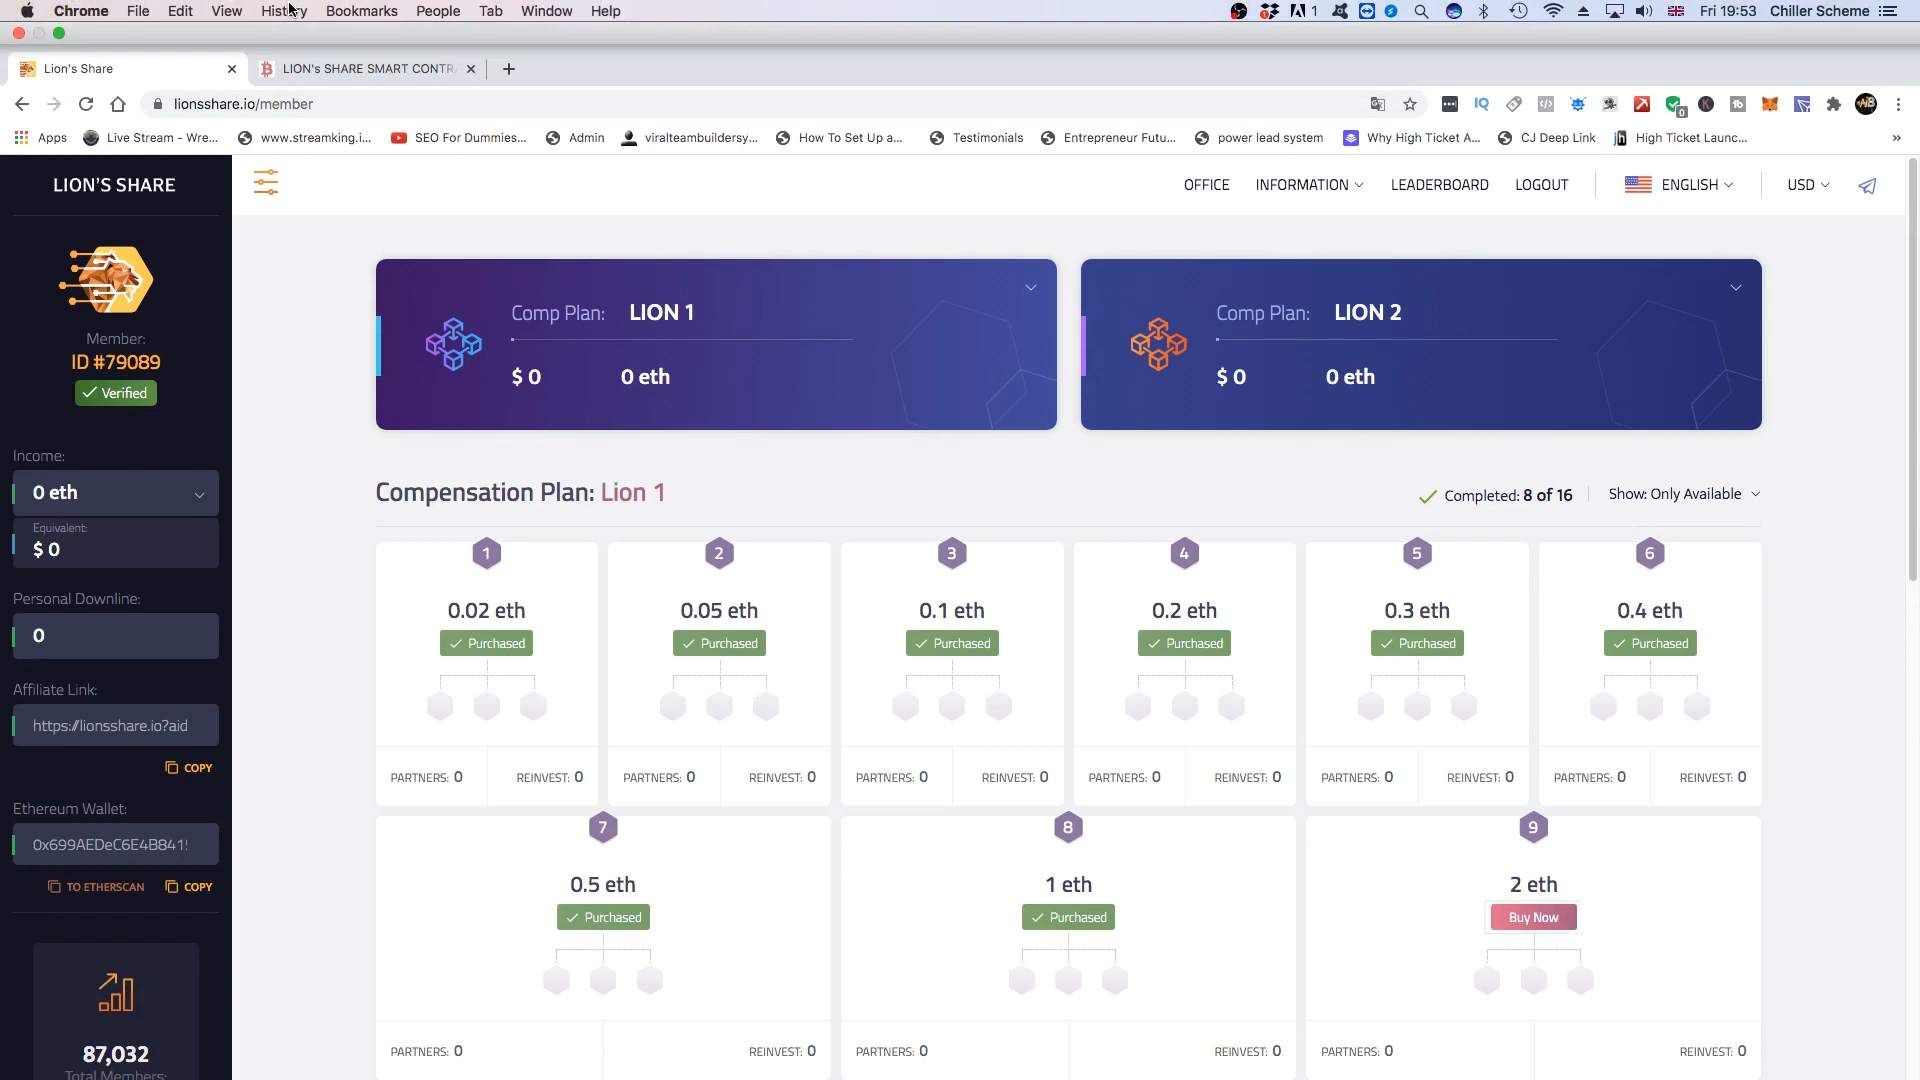 Chrome File Edit View History Bookmarks People Tab Window Help
1 Fri 19:53 Chiller Scheme
Lion's Share
LION's SHARE SMART CONTR
lionsshare.io/member
IQ
0
Apps Live Stream - Wre... www.streamking.i... SEO For Dummies... Admin viralteambuildersy... How To Set Up a... Testimonials Entrepreneur Futu... power lead system Why High Ticket A... CJ Deep Link High Ticket Launc... »
LION'S SHARE
OFFICE INFORMATION LEADERBOARD LOGOUT ENGLISH USD
Member:
ID #79089
Verified
Income:
0 eth
Equivalent:
$ 0
Personal Downline:
0
Affiliate Link:
https://lionsshare.io?aid
COPY
Ethereum Wallet:
0x699AEDeC6E4B841
TO ETHERSCAN COPY
87,032
Total Members:
Comp Plan: LION 1
$ 0 0 eth
Comp Plan: LION 2
$ 0 0 eth
Compensation Plan: Lion 1
Completed: 8 of 16 Show: Only Available
1 2 3 4 5 6
0.02 eth 0.05 eth 0.1 eth 0.2 eth 0.3 eth 0.4 eth
Purchased Purchased Purchased Purchased Purchased Purchased
PARTNERS: 0 REINVEST: 0 PARTNERS: 0 REINVEST: 0 PARTNERS: 0 REINVEST: 0 PARTNERS: 0 REINVEST: 0 PARTNERS: 0 REINVEST: 0 PARTNERS: 0 REINVEST: 0
7 8 9
0.5 eth 1 eth 2 eth
Purchased Purchased Buy Now
PARTNERS: 0 REINVEST: 0 PARTNERS: 0 REINVEST: 0 PARTNERS: 0 REINVEST: 0